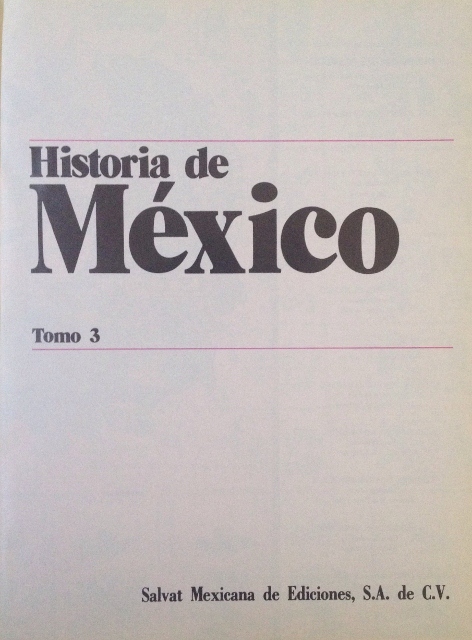 Historia de
México
Tomo 3
Salvat Mexicana de Ediciones, S.A. de C.V.